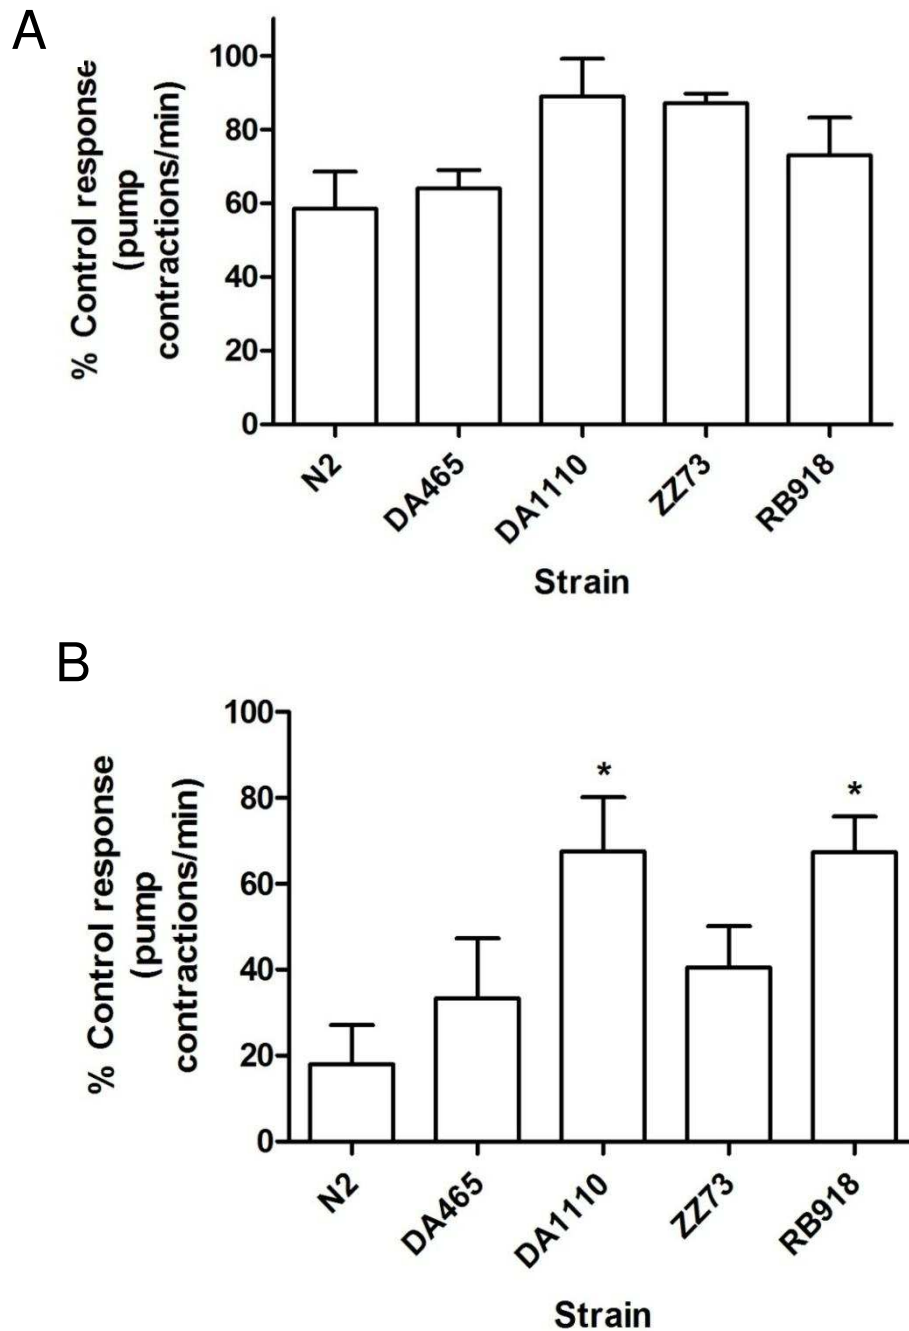 A
% Control response
(pump
contractions/min)
100
80
60
40
20
0
N2
DA465
DA1110
ZZ73
RB918
Strain
B
% Control response
(pump
contractions/min)
100
80
60
40
20
0
*
*
N2
DA465
DA1110
ZZ73
RB918
Strain